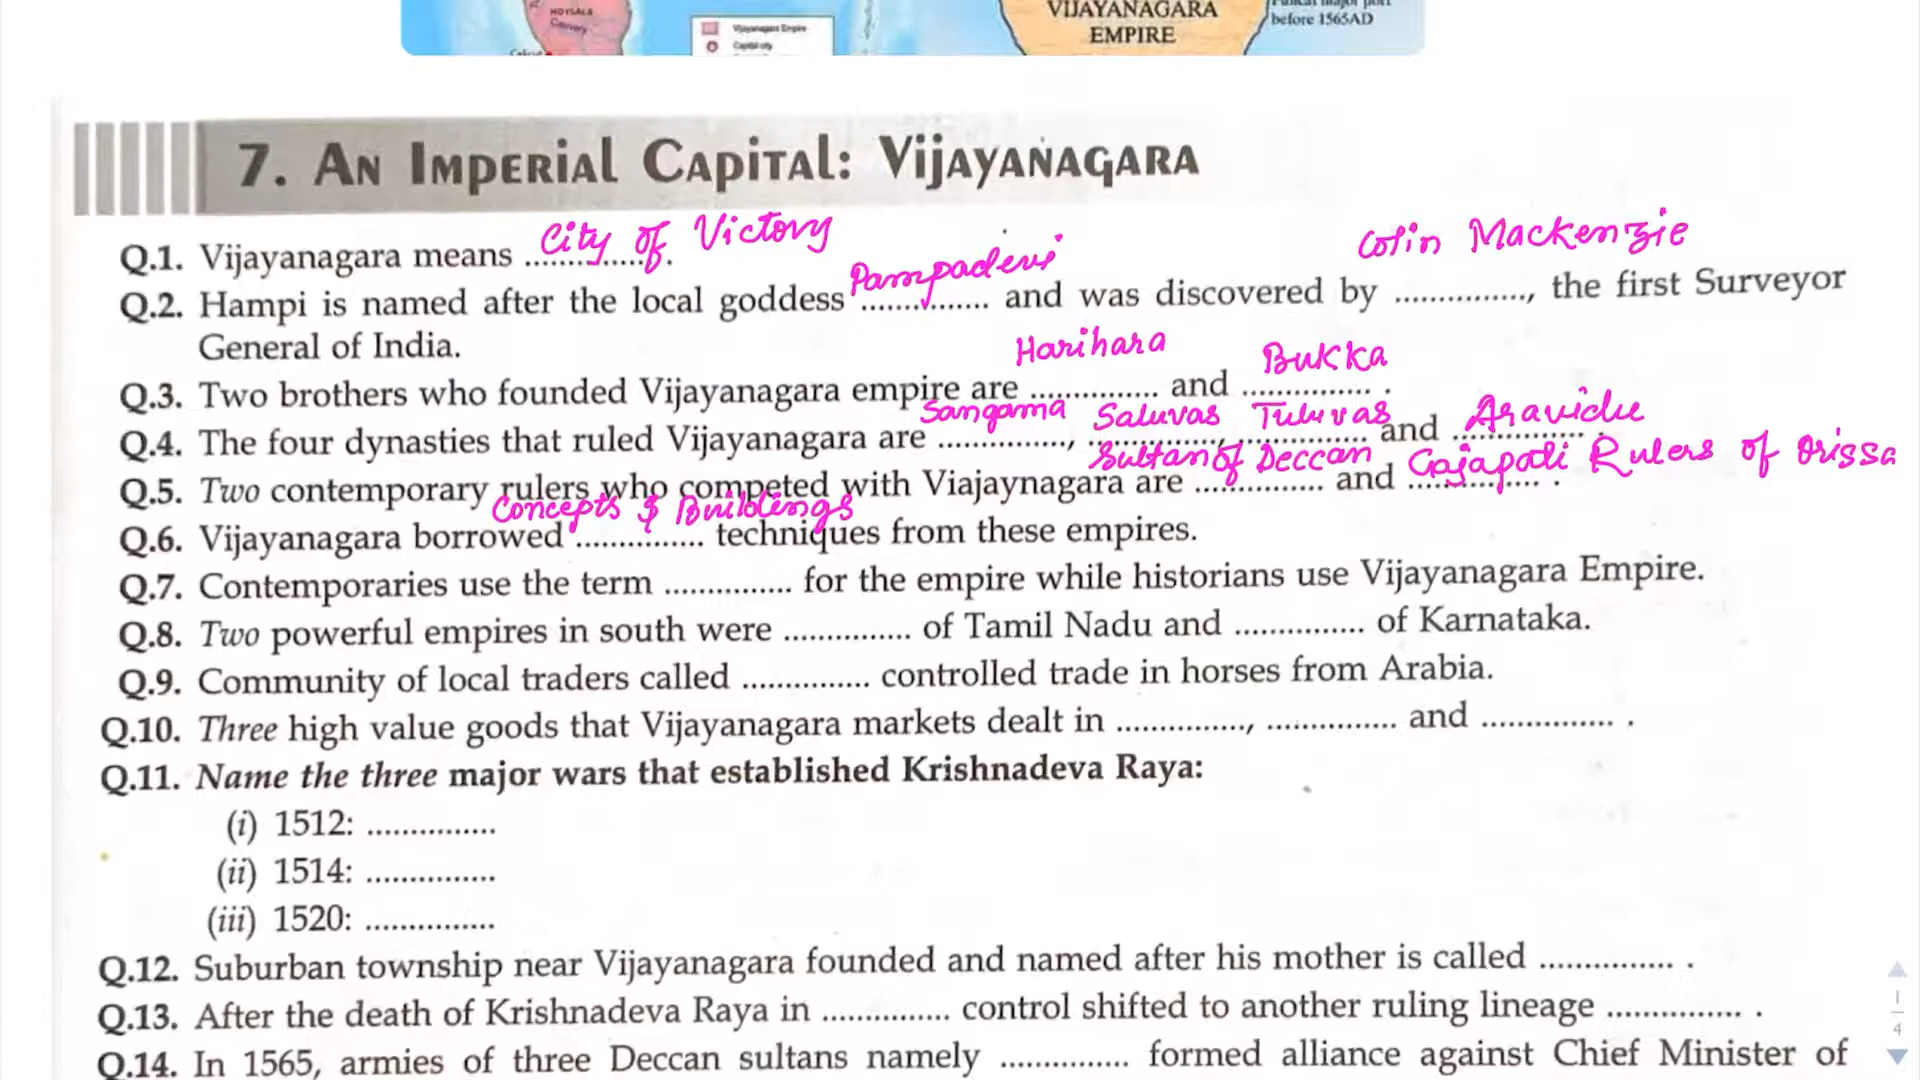 HOYSALA
Vijayanagara Empire
Capital city
VIJAYANAGARA
EMPIRE
major port
before 1565AD
7. AN IMPERIAL CAPITAL: VIJAYANAGARA
City of Victory
Q.1. Vijayanagara means ............... .
Pampadevi Colin Mackenzie
Q.2. Hampi is named after the local goddess ............... and was discovered by ..............., the first Surveyor
General of India.
Harihara Bukka
Q.3. Two brothers who founded Vijayanagara empire are ............... and ............... .
Sangama Saluvas Tuluvas Aravidu
Q.4. The four dynasties that ruled Vijayanagara are ..............., ..............., ............... and ............... .
Sultan of Deccan Gajapati Rulers of Orissa
Q.5. Two contemporary rulers who competed with Viajaynagara are ............... and ............... .
Concepts & Buildings
Q.6. Vijayanagara borrowed ............... techniques from these empires.
Q.7. Contemporaries use the term ............... for the empire while historians use Vijayanagara Empire.
Q.8. Two powerful empires in south were ............... of Tamil Nadu and ............... of Karnataka.
Q.9. Community of local traders called ............... controlled trade in horses from Arabia.
Q.10. Three high value goods that Vijayanagara markets dealt in ..............., ............... and ............... .
Q.11. Name the three major wars that established Krishnadeva Raya:
(i) 1512: ...............
(ii) 1514: ...............
(iii) 1520: ...............
Q.12. Suburban township near Vijayanagara founded and named after his mother is called ............... .
Q.13. After the death of Krishnadeva Raya in ............... control shifted to another ruling lineage ............... .
Q.14. In 1565, armies of three Deccan sultans namely ............... formed alliance against Chief Minister of
1
4